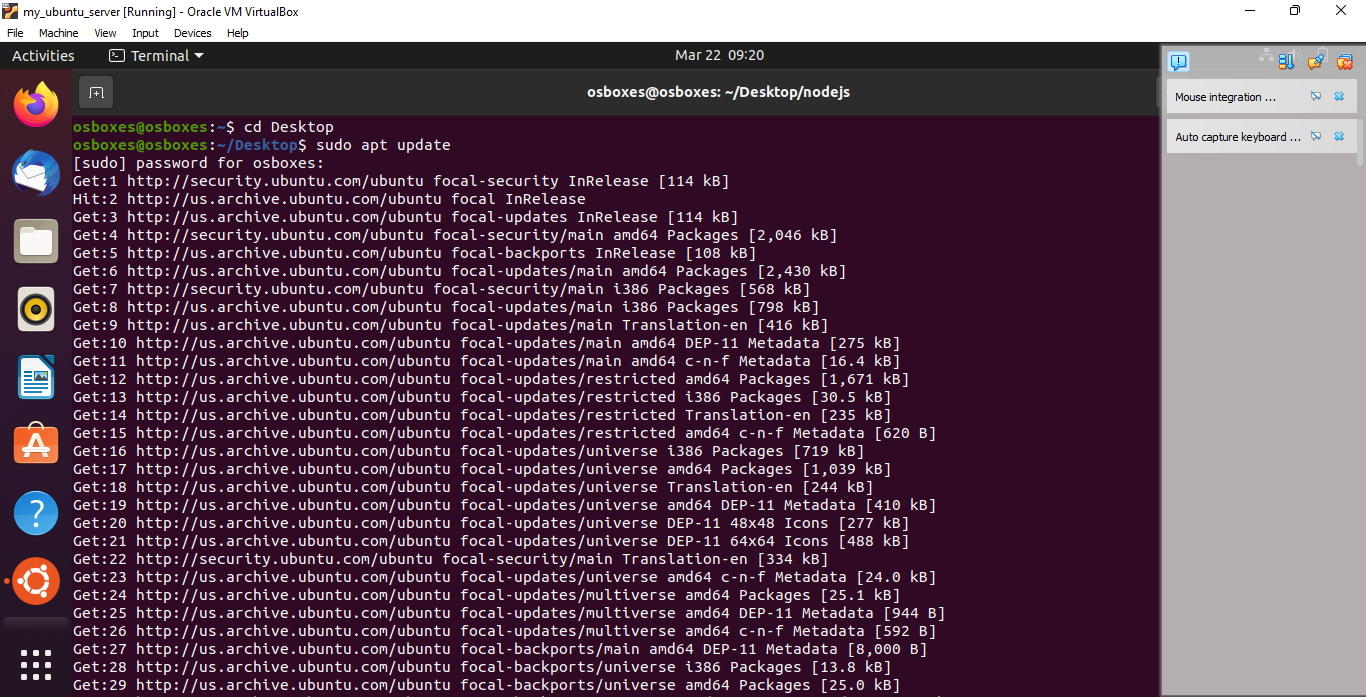 my_ubuntu_server [Running] - Oracle VM VirtualBox
File Machine View Input Devices Help
Activities Terminal Mar 22 09:20
osboxes@osboxes: ~/Desktop/nodejs
Mouse integration ...
Auto capture keyboard ...
osboxes@osboxes:~$ cd Desktop
osboxes@osboxes:~/Desktop$ sudo apt update
[sudo] password for osboxes:
Get:1 http://security.ubuntu.com/ubuntu focal-security InRelease [114 kB]
Hit:2 http://us.archive.ubuntu.com/ubuntu focal InRelease
Get:3 http://us.archive.ubuntu.com/ubuntu focal-updates InRelease [114 kB]
Get:4 http://security.ubuntu.com/ubuntu focal-security/main amd64 Packages [2,046 kB]
Get:5 http://us.archive.ubuntu.com/ubuntu focal-backports InRelease [108 kB]
Get:6 http://us.archive.ubuntu.com/ubuntu focal-updates/main amd64 Packages [2,430 kB]
Get:7 http://security.ubuntu.com/ubuntu focal-security/main i386 Packages [568 kB]
Get:8 http://us.archive.ubuntu.com/ubuntu focal-updates/main i386 Packages [798 kB]
Get:9 http://us.archive.ubuntu.com/ubuntu focal-updates/main Translation-en [416 kB]
Get:10 http://us.archive.ubuntu.com/ubuntu focal-updates/main amd64 DEP-11 Metadata [275 kB]
Get:11 http://us.archive.ubuntu.com/ubuntu focal-updates/main amd64 c-n-f Metadata [16.4 kB]
Get:12 http://us.archive.ubuntu.com/ubuntu focal-updates/restricted amd64 Packages [1,671 kB]
Get:13 http://us.archive.ubuntu.com/ubuntu focal-updates/restricted i386 Packages [30.5 kB]
Get:14 http://us.archive.ubuntu.com/ubuntu focal-updates/restricted Translation-en [235 kB]
Get:15 http://us.archive.ubuntu.com/ubuntu focal-updates/restricted amd64 c-n-f Metadata [620 B]
Get:16 http://us.archive.ubuntu.com/ubuntu focal-updates/universe i386 Packages [719 kB]
Get:17 http://us.archive.ubuntu.com/ubuntu focal-updates/universe amd64 Packages [1,039 kB]
Get:18 http://us.archive.ubuntu.com/ubuntu focal-updates/universe Translation-en [244 kB]
Get:19 http://us.archive.ubuntu.com/ubuntu focal-updates/universe amd64 DEP-11 Metadata [410 kB]
Get:20 http://us.archive.ubuntu.com/ubuntu focal-updates/universe DEP-11 48x48 Icons [277 kB]
Get:21 http://us.archive.ubuntu.com/ubuntu focal-updates/universe DEP-11 64x64 Icons [488 kB]
Get:22 http://security.ubuntu.com/ubuntu focal-security/main Translation-en [334 kB]
Get:23 http://us.archive.ubuntu.com/ubuntu focal-updates/universe amd64 c-n-f Metadata [24.0 kB]
Get:24 http://us.archive.ubuntu.com/ubuntu focal-updates/multiverse amd64 Packages [25.1 kB]
Get:25 http://us.archive.ubuntu.com/ubuntu focal-updates/multiverse amd64 DEP-11 Metadata [944 B]
Get:26 http://us.archive.ubuntu.com/ubuntu focal-updates/multiverse amd64 c-n-f Metadata [592 B]
Get:27 http://us.archive.ubuntu.com/ubuntu focal-backports/main amd64 DEP-11 Metadata [8,000 B]
Get:28 http://us.archive.ubuntu.com/ubuntu focal-backports/universe i386 Packages [13.8 kB]
Get:29 http://us.archive.ubuntu.com/ubuntu focal-backports/universe amd64 Packages [25.0 kB]